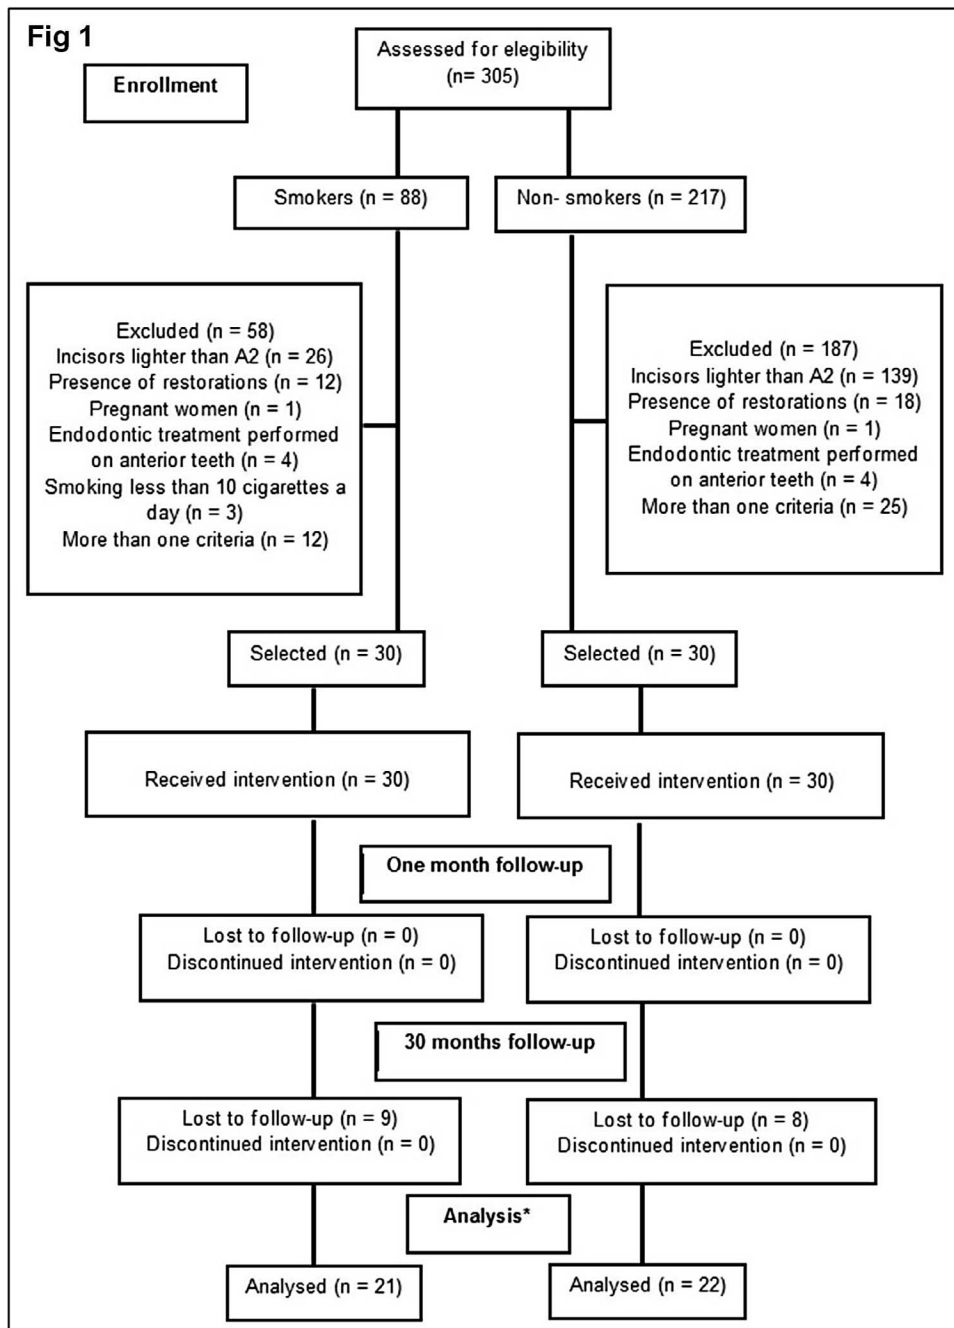 Fig 1
Assessed for elegibility
(n= 305)
Enrollment
Smokers (n = 88)
Non- smokers (n = 217)
Excluded (n = 58)
Incisors lighter than A2 (n = 26)
Presence of restorations (n = 12)
Pregnant women (n = 1)
Endodontic treatment performed
on anterior teeth (n = 4)
Smoking less than 10 cigarettes a
day (n = 3)
More than one criteria (n = 12)
Excluded (n = 187)
Incisors lighter than A2 (n = 139)
Presence of restorations (n = 18)
Pregnant women (n = 1)
Endodontic treatment performed
on anterior teeth (n = 4)
More than one criteria (n = 25)
Selected (n = 30)
Selected (n = 30)
Received intervention (n = 30)
Received intervention (n = 30)
One month follow-up
Lost to follow-up (n = 0)
Discontinued intervention (n = 0)
Lost to follow-up (n = 0)
Discontinued intervention (n = 0)
30 months follow-up
Lost to follow-up (n = 9)
Discontinued intervention (n = 0)
Lost to follow-up (n = 8)
Discontinued intervention (n = 0)
Analysis*
Analysed (n = 21)
Analysed (n = 22)